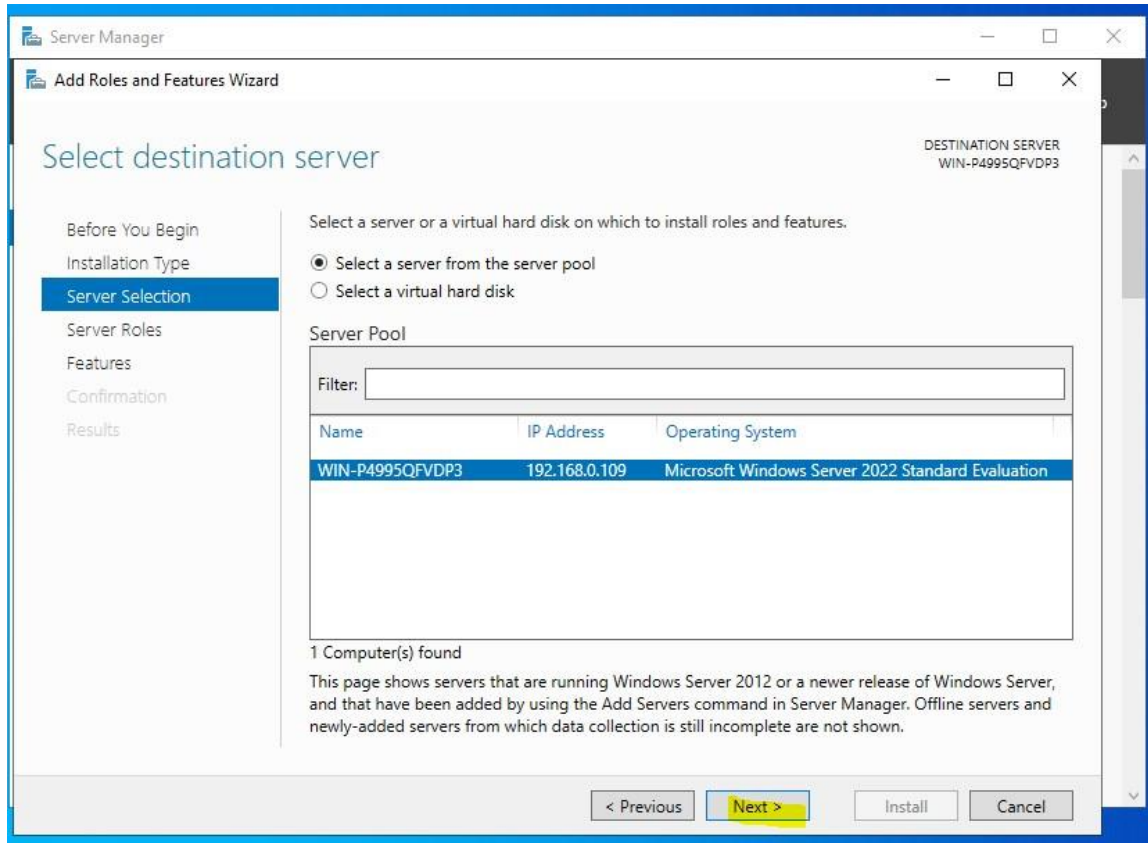 Server Manager
Add Roles and Features Wizard
Select destination server
DESTINATION SERVER
WIN-P4995QFVDP3
Before You Begin
Installation Type
Server Selection
Server Roles
Features
Confirmation
Results
Select a server or a virtual hard disk on which to install roles and features.
Select a server from the server pool
Select a virtual hard disk
Server Pool
Filter:
Name IP Address Operating System
WIN-P4995QFVDP3 192.168.0.109 Microsoft Windows Server 2022 Standard Evaluation
1 Computer(s) found
This page shows servers that are running Windows Server 2012 or a newer release of Windows Server,
and that have been added by using the Add Servers command in Server Manager. Offline servers and
newly-added servers from which data collection is still incomplete are not shown.
< Previous Next > Install Cancel